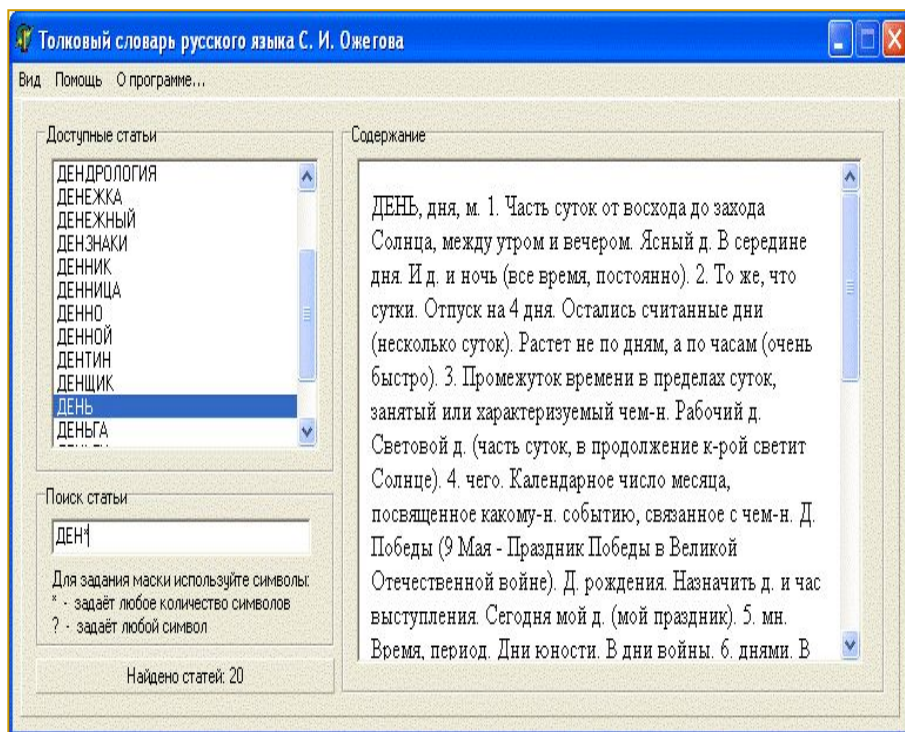 Толковый словарь русского языка С. И. Ожегова
Вид Помощь О программе...
Доступные статьи
ДЕНДРОЛОГИЯ
ДЕНЕЖКА
ДЕНЕЖНЫЙ
ДЕНЗНАКИ
ДЕННИК
ДЕННИЦА
ДЕННО
ДЕННОЙ
ДЕНТИН
ДЕНЩИК
ДЕНЬ
ДЕНЬГА
Поиск статьи
ДЕН*
Для задания маски используйте символы:
* - задаёт любое количество символов
? - задаёт любой символ
Найдено статей: 20
Содержание
ДЕНЬ, дня, м. 1. Часть суток от восхода до захода
Солнца, между утром и вечером. Ясный д. В середине
дня. И д. и ночь (все время, постоянно). 2. То же, что
сутки. Отпуск на 4 дня. Остались считанные дни
(несколько суток). Растет не по дням, а по часам (очень
быстро). 3. Промежуток времени в пределах суток,
занятый или характеризуемый чем-н. Рабочий д.
Световой д. (часть суток, в продолжение к-рой светит
Солнце). 4. чего. Календарное число месяца,
посвященное какому-н. событию, связанное с чем-н. Д.
Победы (9 Мая - Праздник Победы в Великой
Отечественной войне). Д. рождения. Назначить д. и час
выступления. Сегодня мой д. (мой праздник). 5. мн.
Время, период. Дни юности. В дни войны. 6. днями. В